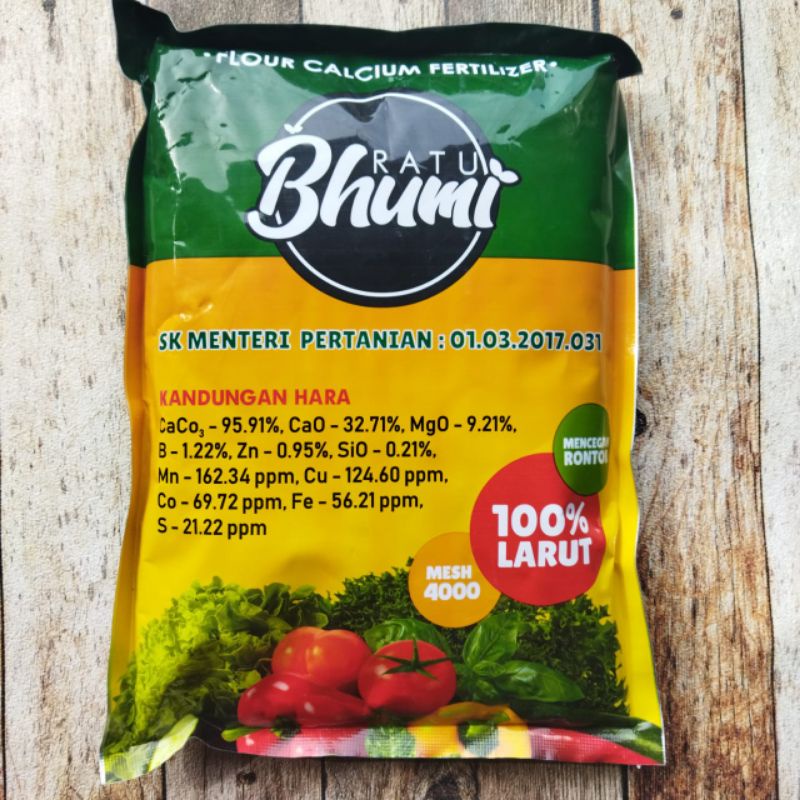 •FLOUR CALCIUM FERTILIZER•
RATU
Bhumi
SK MENTERI PERTANIAN : 01.03.2017.031
KANDUNGAN HARA
CaCo₃ - 95.91%, CaO - 32.71%, MgO - 9.21%,
B - 1.22%, Zn - 0.95%, SiO - 0.21%,
Mn - 162.34 ppm, Cu - 124.60 ppm,
Co - 69.72 ppm, Fe - 56.21 ppm,
S - 21.22 ppm
MENCEGAH
RONTOK
100%
LARUT
MESH
4000